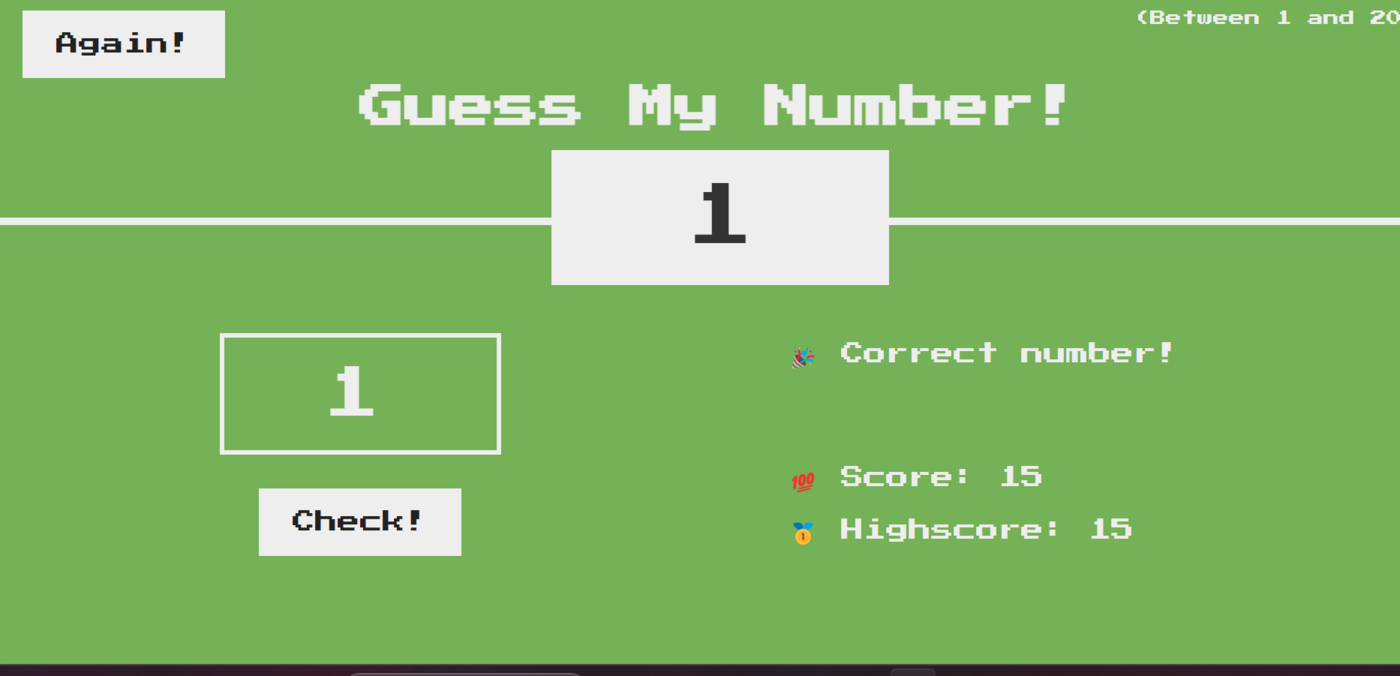 Again!
(Between 1 and 20
Guess My Number!
1
1
🎉 Correct number!
Check!
💯 Score: 15
🥇 Highscore: 15